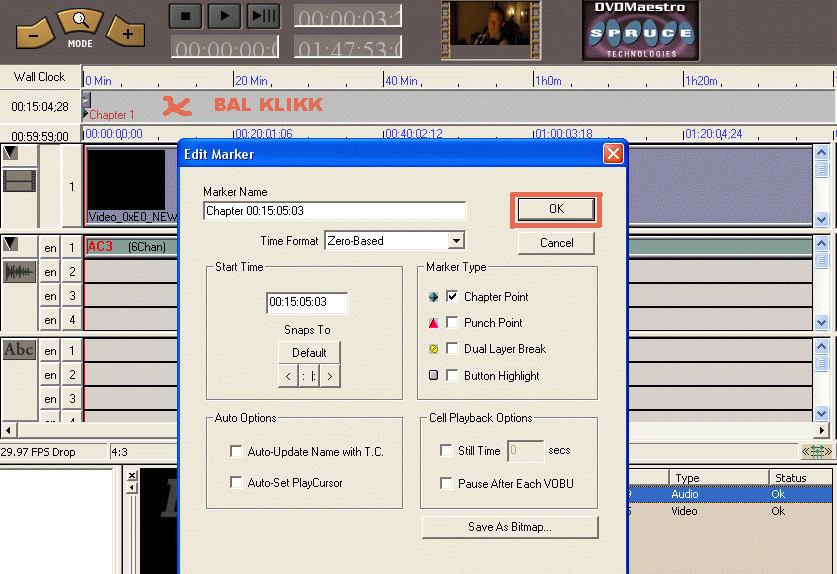 MODE
00:00:00:0
00:00:03:
01:47:53:
DVDMaestro
SPRUCE
TECHNOLOGIES
Wall Clock
0 Min
20 Min
40 Min
1h0m
1h20m
00:15:04;28
Chapter 1
BAL KLIKK
00:59:59;00
00:00:00;00
00:20:01:06
00:40:02:12
01:00:03:18
01:20:04;24
Edit Marker
Marker Name
Chapter 00:15:05:03
OK
Time Format
Zero-Based
Cancel
Start Time
00:15:05:03
Snaps To
Default
< : |: >
Marker Type
Chapter Point
Punch Point
Dual Layer Break
Button Highlight
Auto Options
Auto-Update Name with T.C.
Auto-Set PlayCursor
Cell Playback Options
Still Time 0 secs
Pause After Each VOBU
Save As Bitmap...
1
Video_0xE0_NEW
en 1 AC3 (6Chan)
en 2
en 3
en 4
Abc
en 1
en 2
en 3
en 4
29.97 FPS Drop
4:3
Type Status
Audio Ok
Video Ok